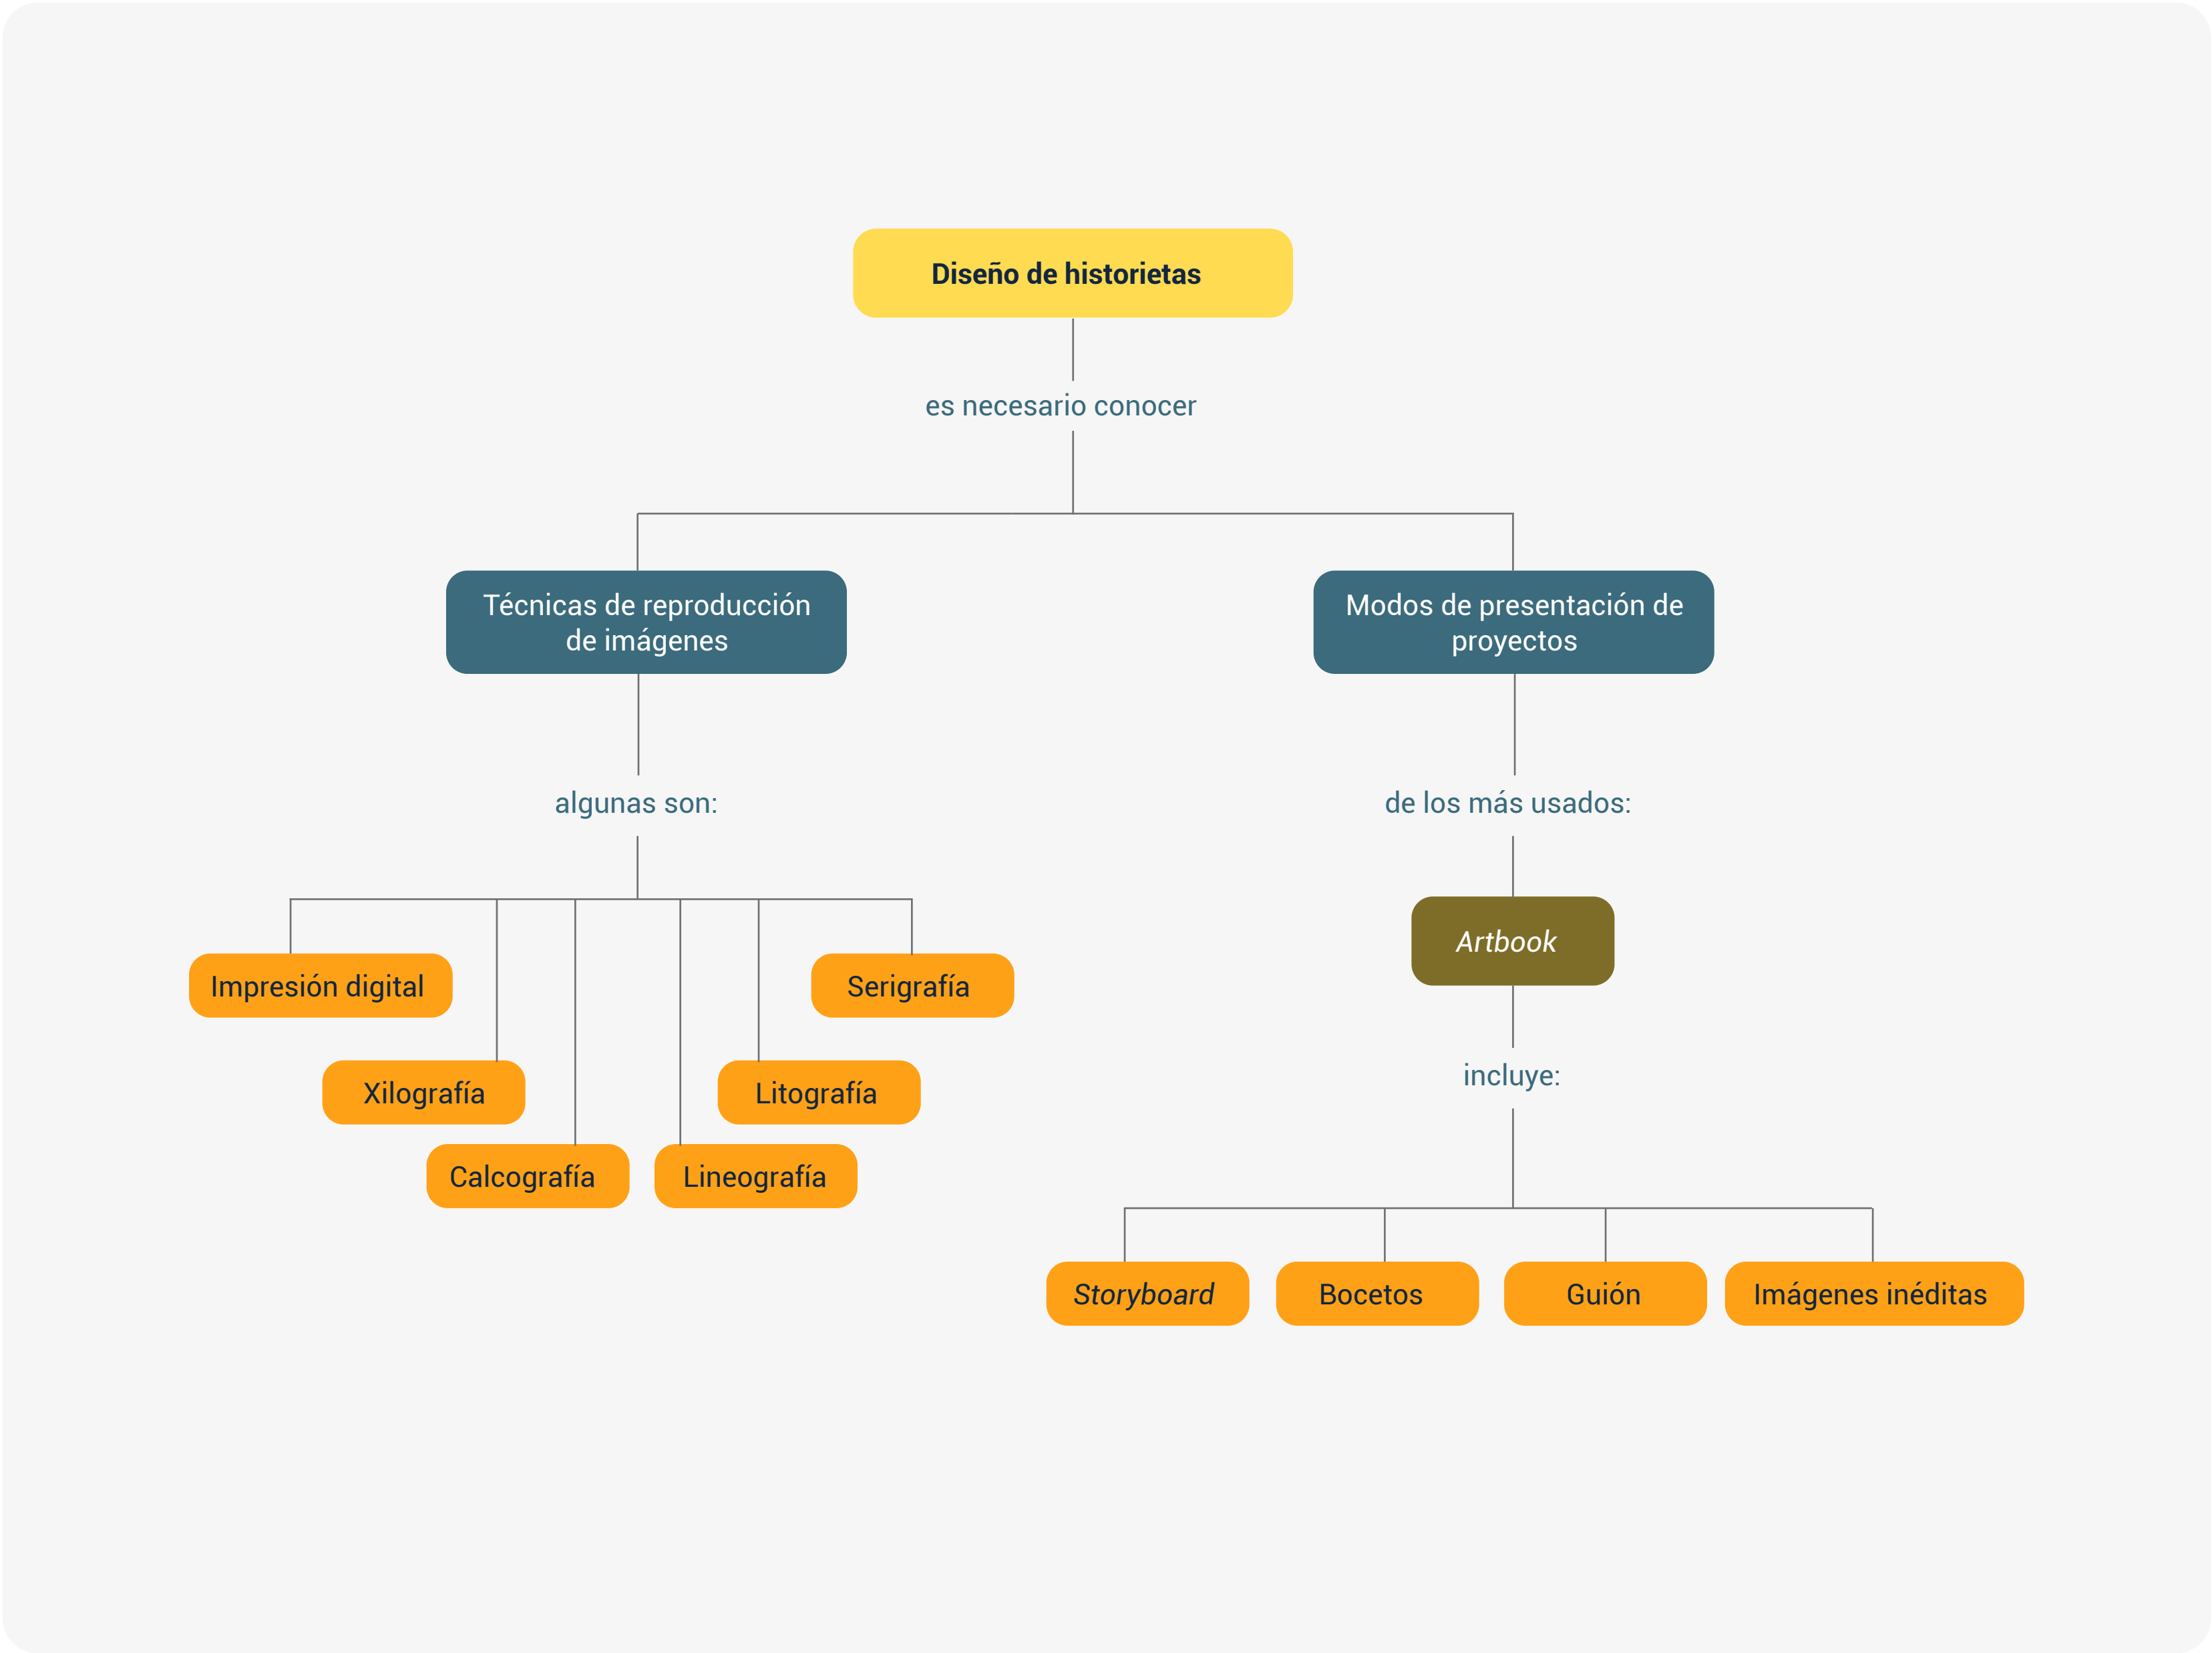 Diseño de historietas
es necesario conocer
Técnicas de reproducción
de imágenes
Modos de presentación de
proyectos
algunas son:
de los más usados:
Impresión digital
Serigrafía
Xilografía
Litografía
Calcografía
Lineografía
Artbook
incluye:
Storyboard
Bocetos
Guión
Imágenes inéditas